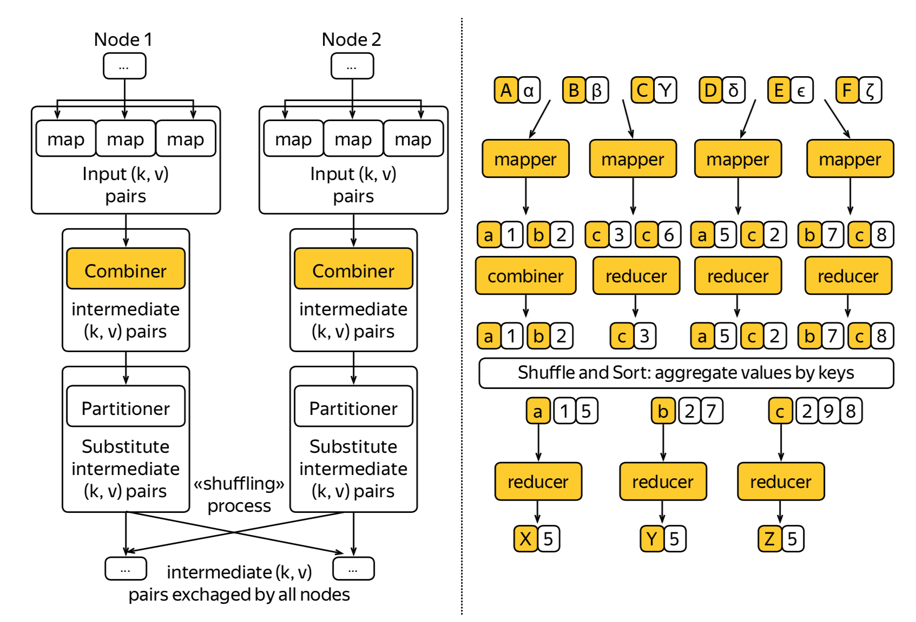 Node 1
...
map map map
Input (k, v)
pairs
Combiner
intermediate
(k, v) pairs
Partitioner
Substitute
intermediate
(k, v) pairs
Node 2
...
map map map
Input (k, v)
pairs
Combiner
intermediate
(k, v) pairs
Partitioner
Substitute
intermediate
(k, v) pairs
«shuffling»
process
...
...
intermediate (k, v)
pairs exchaged by all nodes
A α B β C ϒ D δ E ϵ F ζ
mapper mapper mapper mapper
a 1 b 2 c 3 c 6 a 5 c 2 b 7 c 8
combiner reducer reducer reducer
a 1 b 2 c 3 a 5 c 2 b 7 c 8
Shuffle and Sort: aggregate values by keys
a 1 5 b 2 7 c 2 9 8
reducer reducer reducer
X 5 Y 5 Z 5